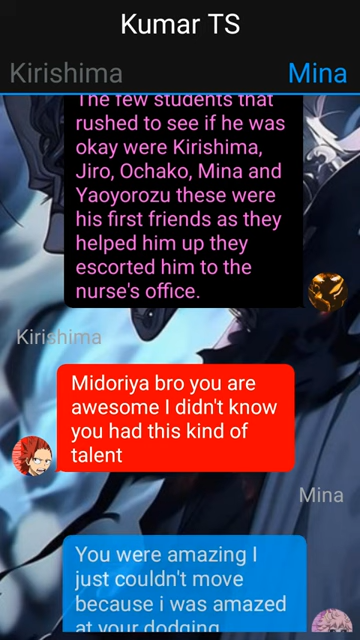 Kumar TS
Kirishima
Mina
The few students that
rushed to see if he was
okay were Kirishima,
Jiro, Ochako, Mina and
Yaoyorozu these were
his first friends as they
helped him up they
escorted him to the
nurse's office.
Kirishima
Midoriya bro you are
awesome I didn't know
you had this kind of
talent
Mina
You were amazing I
just couldn't move
because i was amazed
at your dodging